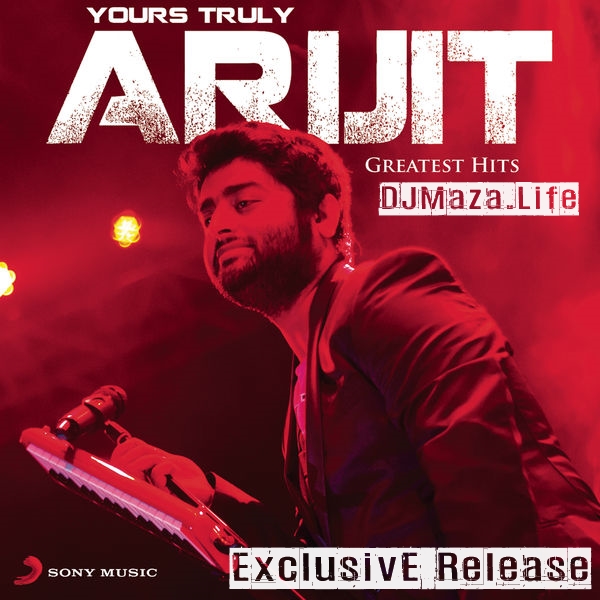 YOURS TRULY
ARIJIT
GREATEST HITS
DJMaza.Life
SONY MUSIC
ExclusivE Release